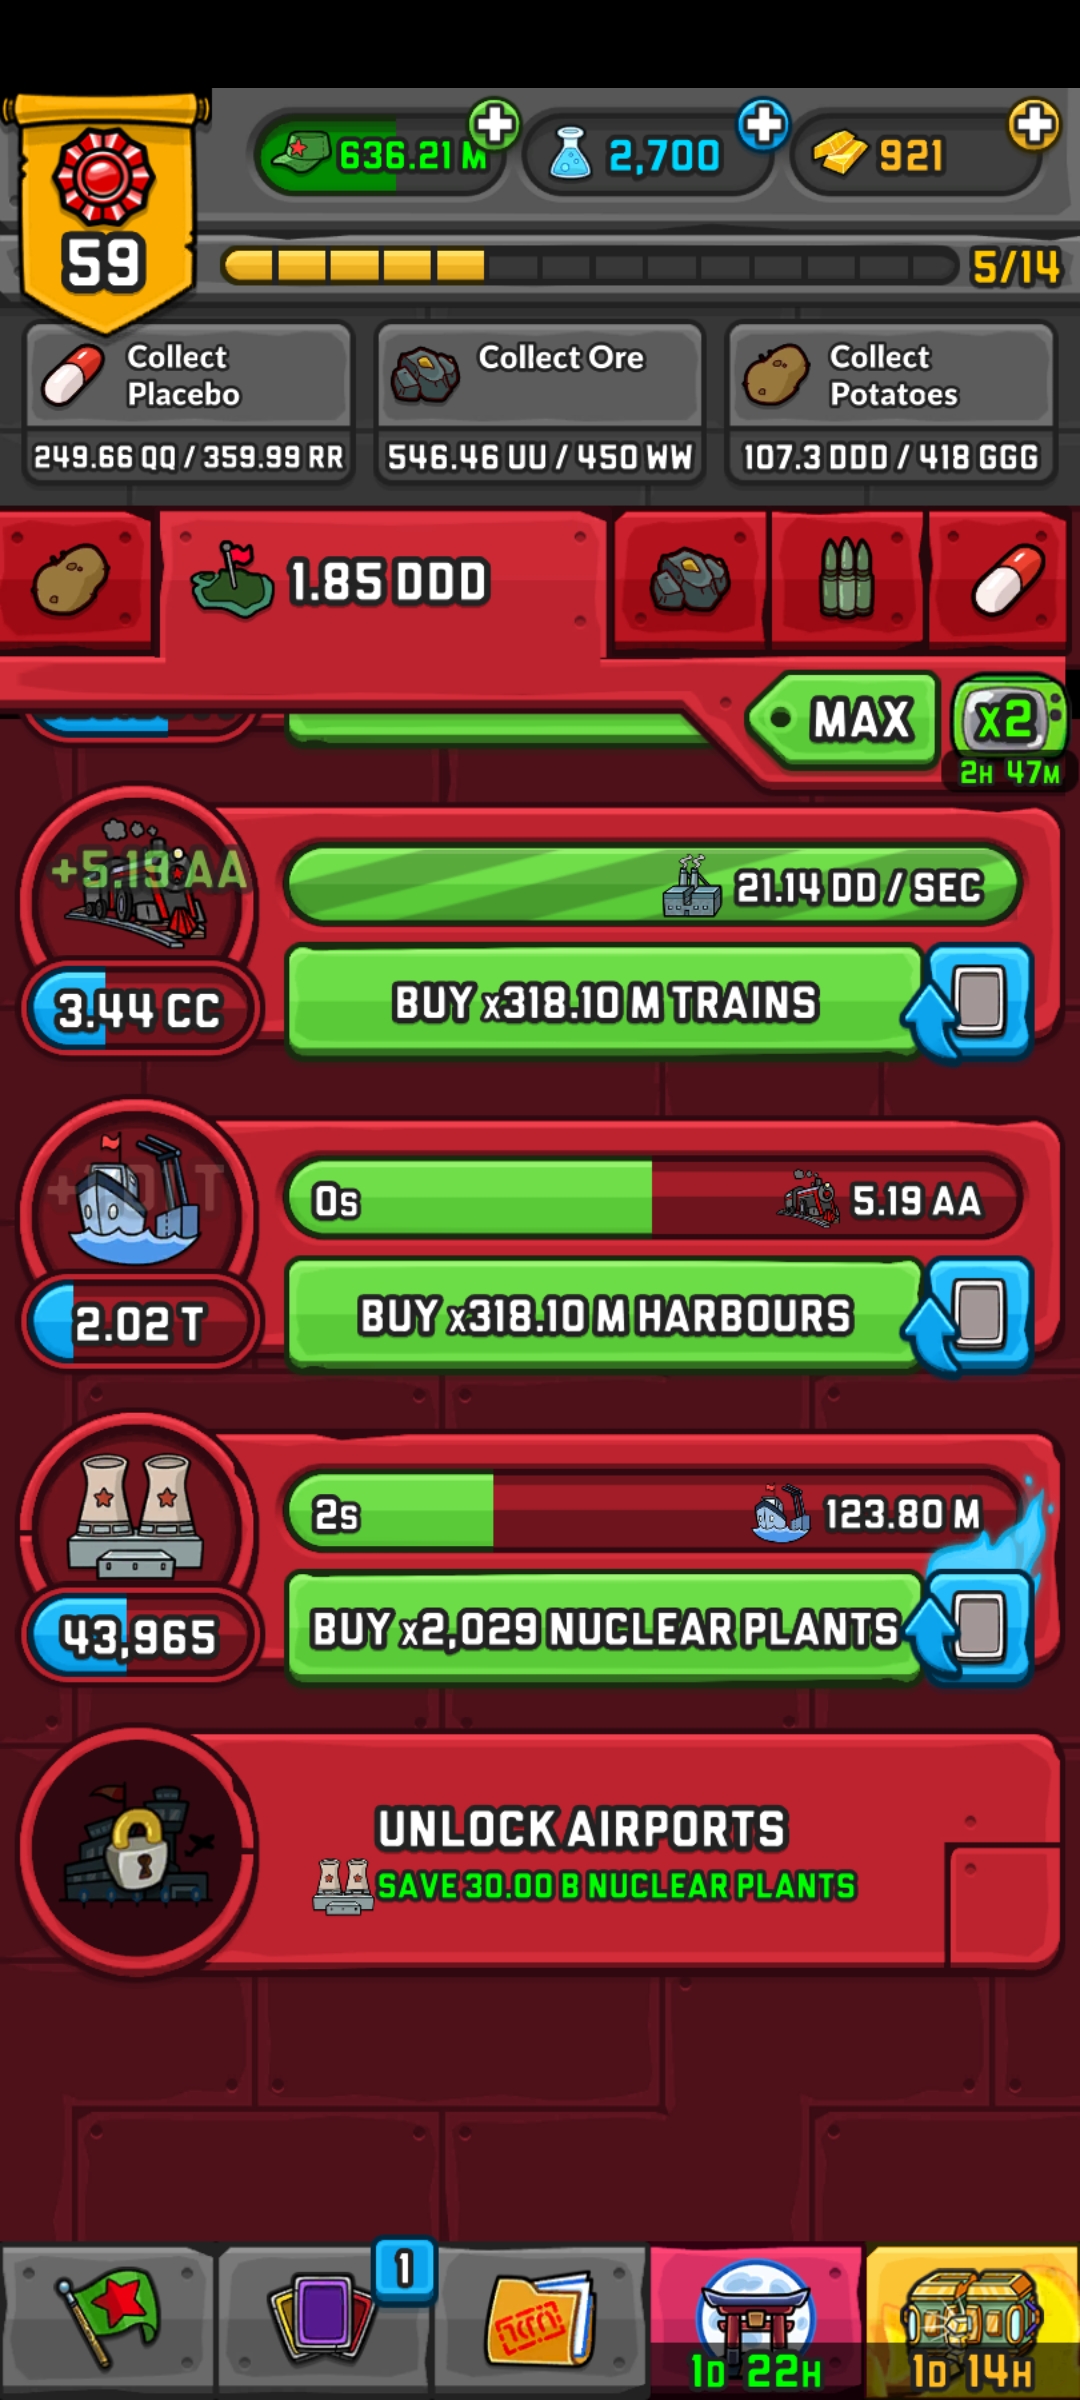 636.21 M
2,700
921
59
5/14
Collect
Placebo
249.66 QQ / 359.99 RR
Collect Ore
546.46 UU / 450 WW
Collect
Potatoes
107.3 DDD / 418 GGG
1.85 DDD
MAX
x2
2H 47M
+5.19 AA
21.14 DD / SEC
3.44 CC
BUY x318.10 M TRAINS
0s
5.19 AA
2.02 T
BUY x318.10 M HARBOURS
2s
123.80 M
43,965
BUY x2,029 NUCLEAR PLANTS
UNLOCK AIRPORTS
SAVE 30.00 B NUCLEAR PLANTS
1
1D 22H
1D 14H